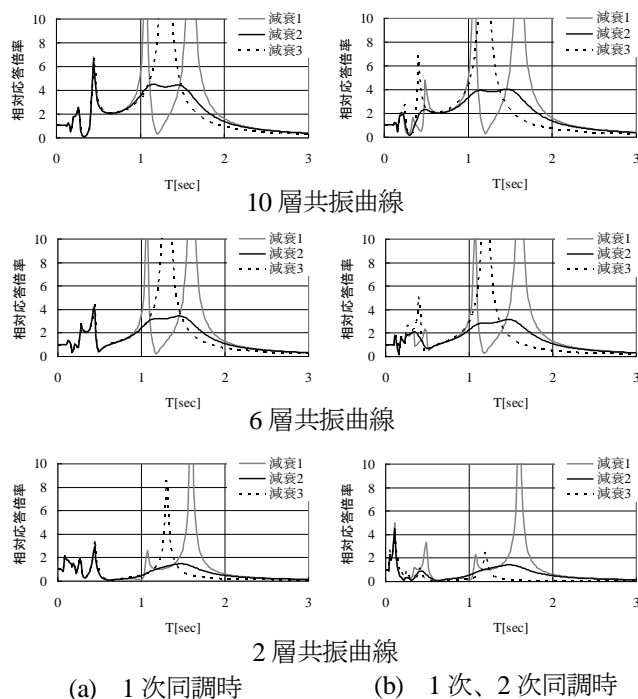 相対応答倍率
10
8
6
4
2
0
減衰1
減衰2
減衰3
0 1 2 3
T[sec]
相対応答倍率
10
8
6
4
2
0
減衰1
減衰2
減衰3
0 1 2 3
T[sec]
10 層共振曲線
相対応答倍率
10
8
6
4
2
0
減衰1
減衰2
減衰3
0 1 2 3
T[sec]
相対応答倍率
10
8
6
4
2
0
減衰1
減衰2
減衰3
0 1 2 3
T[sec]
6 層共振曲線
相対応答倍率
10
8
6
4
2
0
減衰1
減衰2
減衰3
0 1 2 3
T[sec]
相対応答倍率
10
8
6
4
2
0
減衰1
減衰2
減衰3
0 1 2 3
T[sec]
2 層共振曲線
(a) 1 次同調時
(b) 1 次、2 次同調時